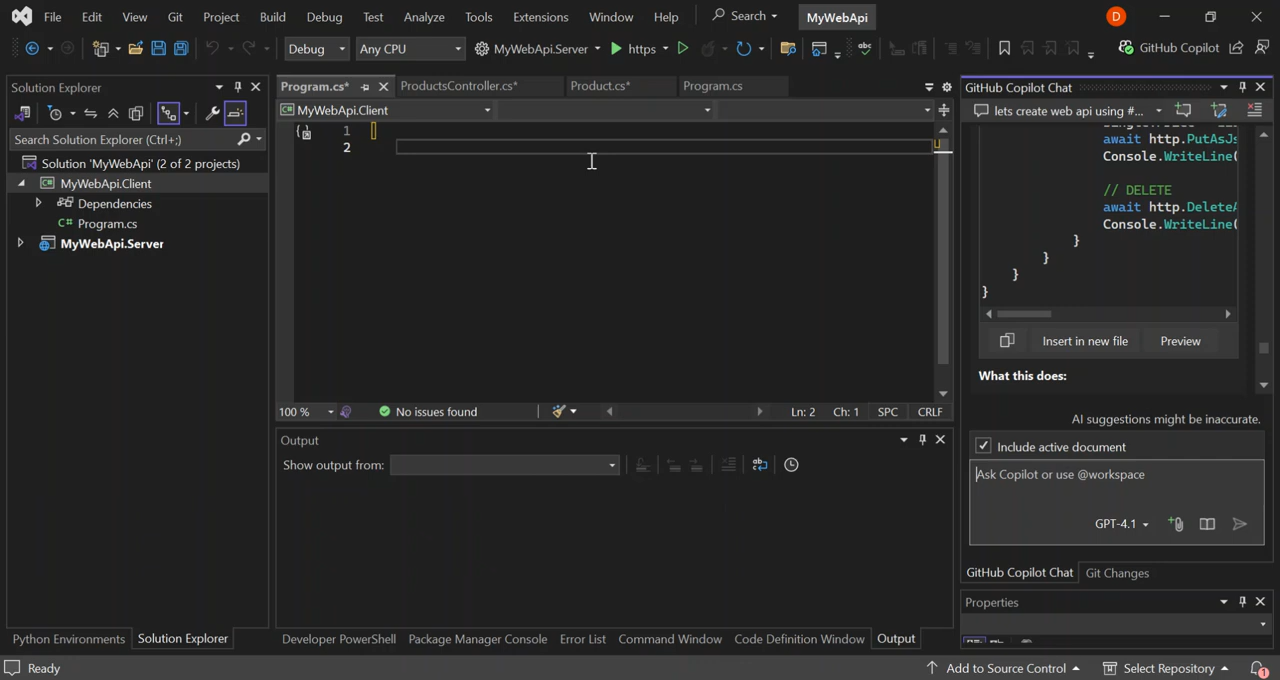 File Edit View Git Project Build Debug Test Analyze Tools Extensions Window Help Search MyWebApi D
Debug Any CPU MyWebApi.Server https GitHub Copilot
Solution Explorer
Search Solution Explorer (Ctrl+;)
Solution 'MyWebApi' (2 of 2 projects)
MyWebApi.Client
Dependencies
C# Program.cs
MyWebApi.Server
Program.cs* ProductsController.cs* Product.cs* Program.cs
MyWebApi.Client
1
2
100 % No issues found Ln: 2 Ch: 1 SPC CRLF
Output
Show output from:
GitHub Copilot Chat
lets create web api using #...
await http.PutAsJs
Console.WriteLine(
// DELETE
await http.DeleteA
Console.WriteLine(
}
}
}
}
Insert in new file Preview
What this does:
AI suggestions might be inaccurate.
Include active document
Ask Copilot or use @workspace
GPT-4.1
GitHub Copilot Chat Git Changes
Properties
Python Environments Solution Explorer Developer PowerShell Package Manager Console Error List Command Window Code Definition Window Output
Ready Add to Source Control Select Repository 1